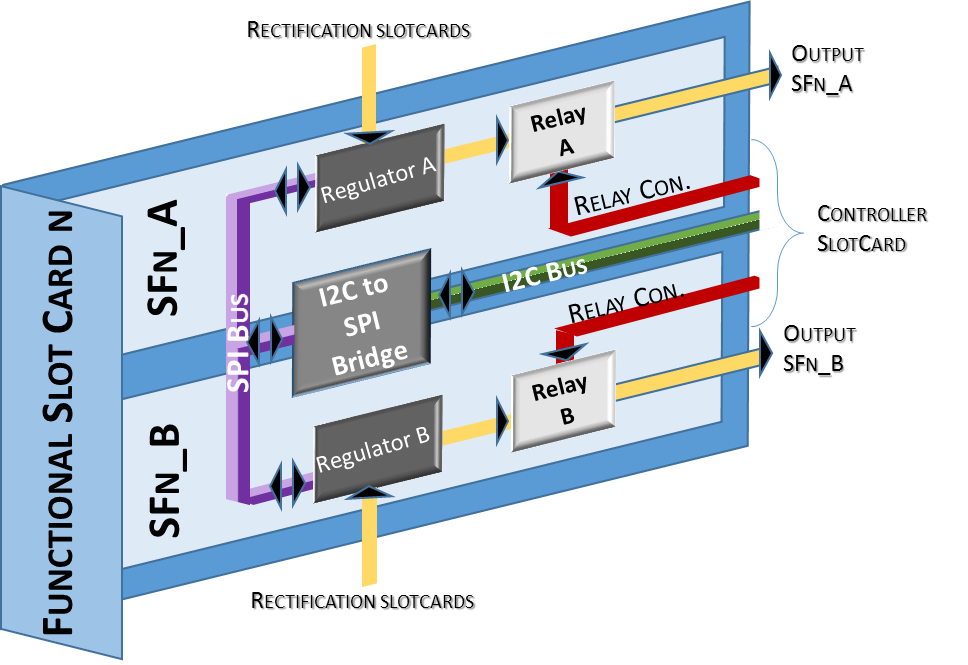 RECTIFICATION SLOTCARDS
OUTPUT
SFN_A
Relay
A
Regulator A
RELAY CON.
CONTROLLER
SLOTCARD
FUNCTIONAL SLOT CARD N
SFN_A
I2C BUS
I2C to
SPI
Bridge
SPI BUS
RELAY CON.
OUTPUT
SFN_B
Relay
B
Regulator B
SFN_B
RECTIFICATION SLOTCARDS